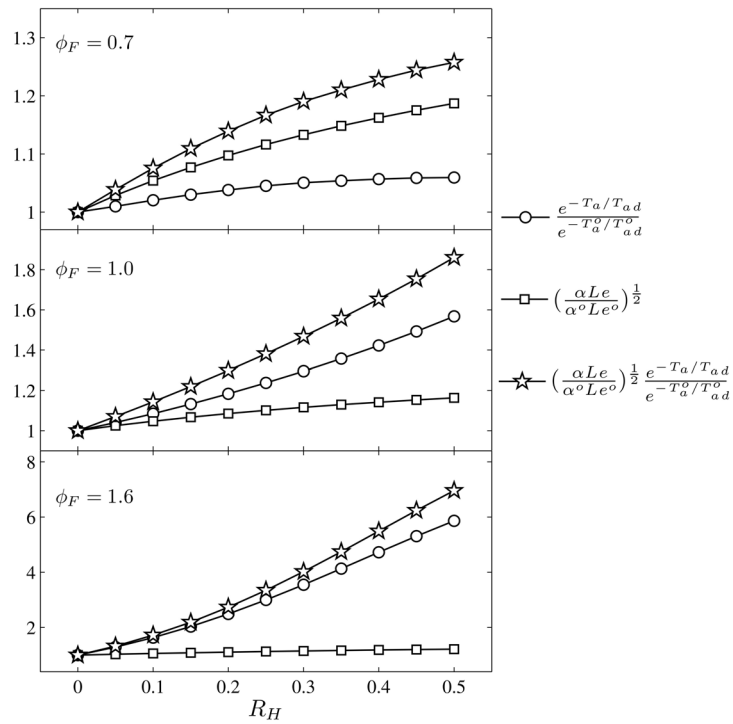 ϕ_F = 0.7
1.3
1.2
1.1
1
ϕ_F = 1.0
1.8
1.6
1.4
1.2
1
ϕ_F = 1.6
8
6
4
2
0 0.1 0.2 0.3 0.4 0.5
R_H
e^{-T_a/T_{ad}} / e^{-T_a^o/T_{ad}^o}
(αLe / α^oLe^o)^{1/2}
(αLe / α^oLe^o)^{1/2} e^{-T_a/T_{ad}} / e^{-T_a^o/T_{ad}^o}